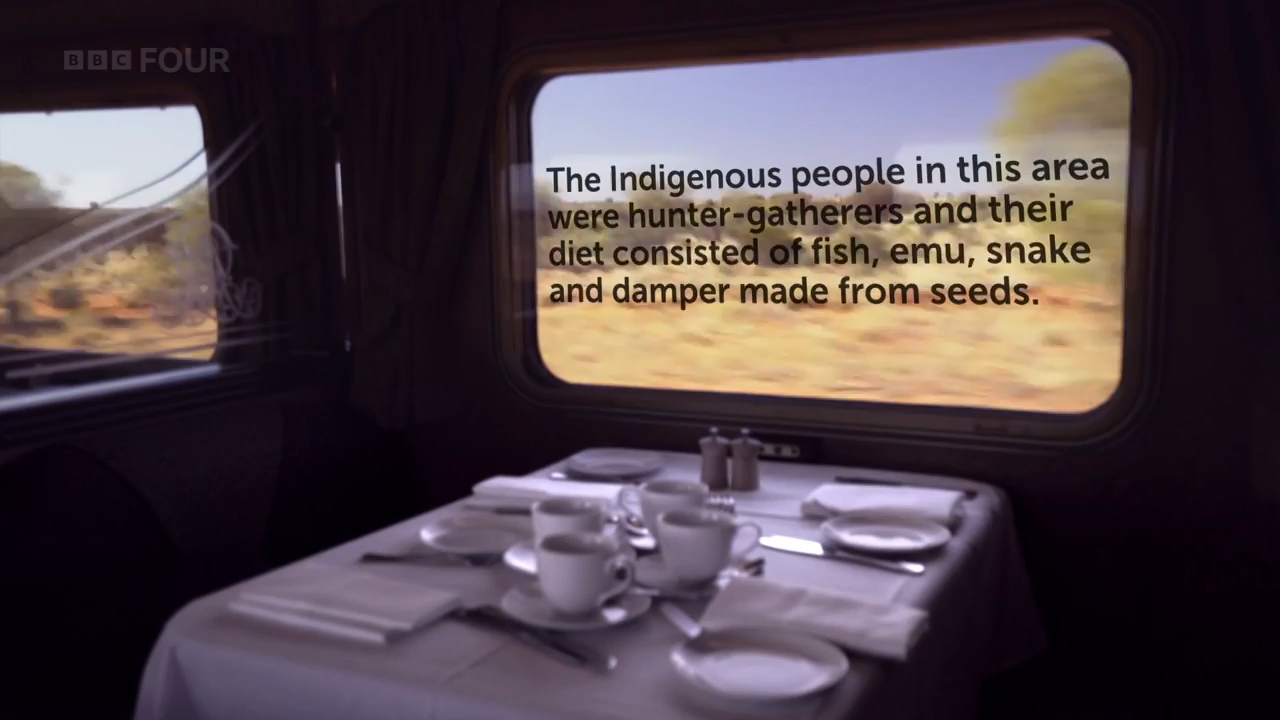 BBC FOUR
The Indigenous people in this area
were hunter-gatherers and their
diet consisted of fish, emu, snake
and damper made from seeds.